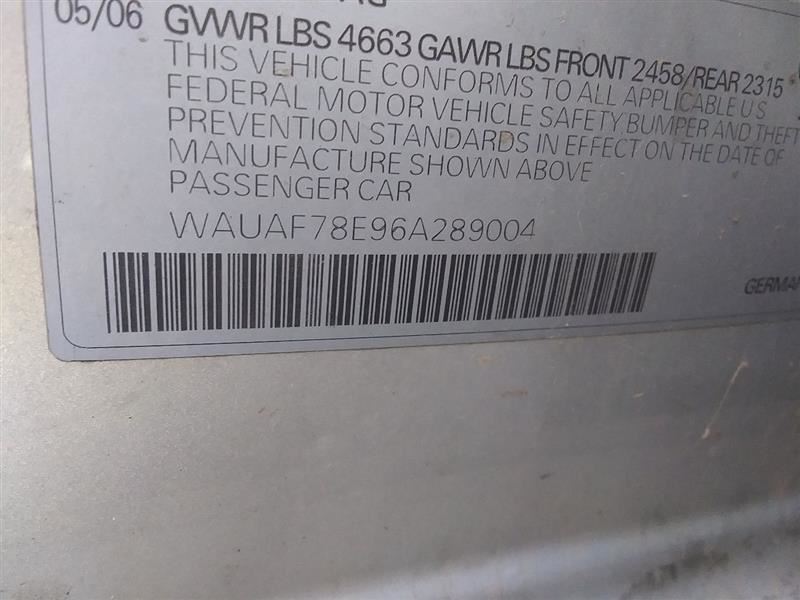 AG
05/06 GVWR LBS 4663 GAWR LBS FRONT 2458/REAR 2315
THIS VEHICLE CONFORMS TO ALL APPLICABLE US
FEDERAL MOTOR VEHICLE SAFETY, BUMPER AND THEFT
PREVENTION STANDARDS IN EFFECT ON THE DATE OF
MANUFACTURE SHOWN ABOVE
PASSENGER CAR
WAUAF78E96A289004
GERMAN